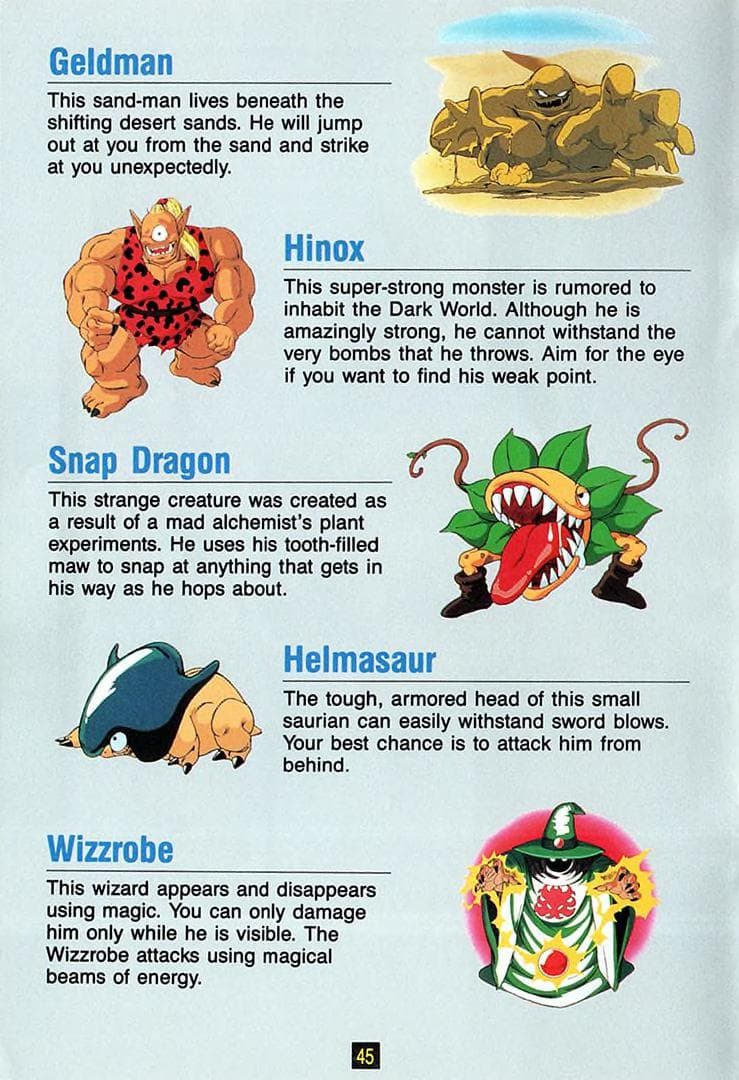 Geldman
This sand-man lives beneath the
shifting desert sands. He will jump
out at you from the sand and strike
at you unexpectedly.
Hinox
This super-strong monster is rumored to
inhabit the Dark World. Although he is
amazingly strong, he cannot withstand the
very bombs that he throws. Aim for the eye
if you want to find his weak point.
Snap Dragon
This strange creature was created as
a result of a mad alchemist's plant
experiments. He uses his tooth-filled
maw to snap at anything that gets in
his way as he hops about.
Helmasaur
The tough, armored head of this small
saurian can easily withstand sword blows.
Your best chance is to attack him from
behind.
Wizzrobe
This wizard appears and disappears
using magic. You can only damage
him only while he is visible. The
Wizzrobe attacks using magical
beams of energy.
45